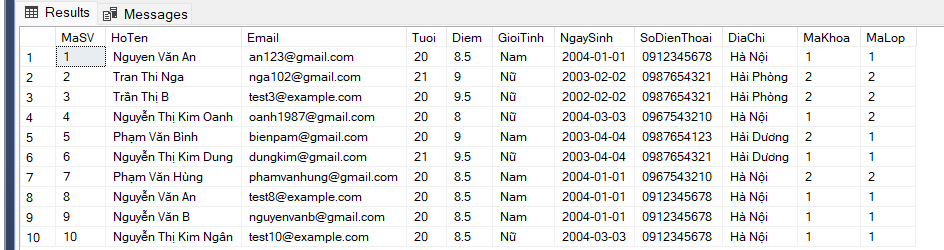 Results Messages
MaSV HoTen Email Tuoi Diem GioiTinh NgaySinh SoDienThoai DiaChi MaKhoa MaLop
1 1 Nguyen Văn An an123@gmail.com 20 8.5 Nam 2004-01-01 0912345678 Hà Nội 1 1
2 2 Tran Thi Nga nga102@gmail.com 21 9 Nữ 2003-02-02 0987654321 Hải Phòng 2 2
3 3 Trần Thị B test3@example.com 20 9.5 Nữ 2002-02-02 0987654321 Hải Phòng 2 2
4 4 Nguyễn Thị Kim Oanh oanh1987@gmail.com 20 8 Nữ 2004-03-03 0967543210 Hà Nội 1 2
5 5 Phạm Văn Bình bienpam@gmail.com 20 9 Nam 2003-04-04 0987654123 Hải Dương 2 1
6 6 Nguyễn Thị Kim Dung dungkim@gmail.com 21 9.5 Nữ 2003-04-04 0987654321 Hải Dương 1 1
7 7 Phạm Văn Hùng phamvanhung@gmail.com 20 8.5 Nam 2004-01-01 0967543210 Hà Nội 2 2
8 8 Nguyễn Văn An test8@example.com 20 8.5 Nam 2004-01-01 0912345678 Hà Nội 1 1
9 9 Nguyễn Văn B nguyenvanb@gmail.com 20 8.5 Nam 2004-01-01 0912345678 Hà Nội 1 1
10 10 Nguyễn Thị Kim Ngân test10@example.com 20 8.5 Nữ 2004-03-03 0912345678 Hà Nội 1 1